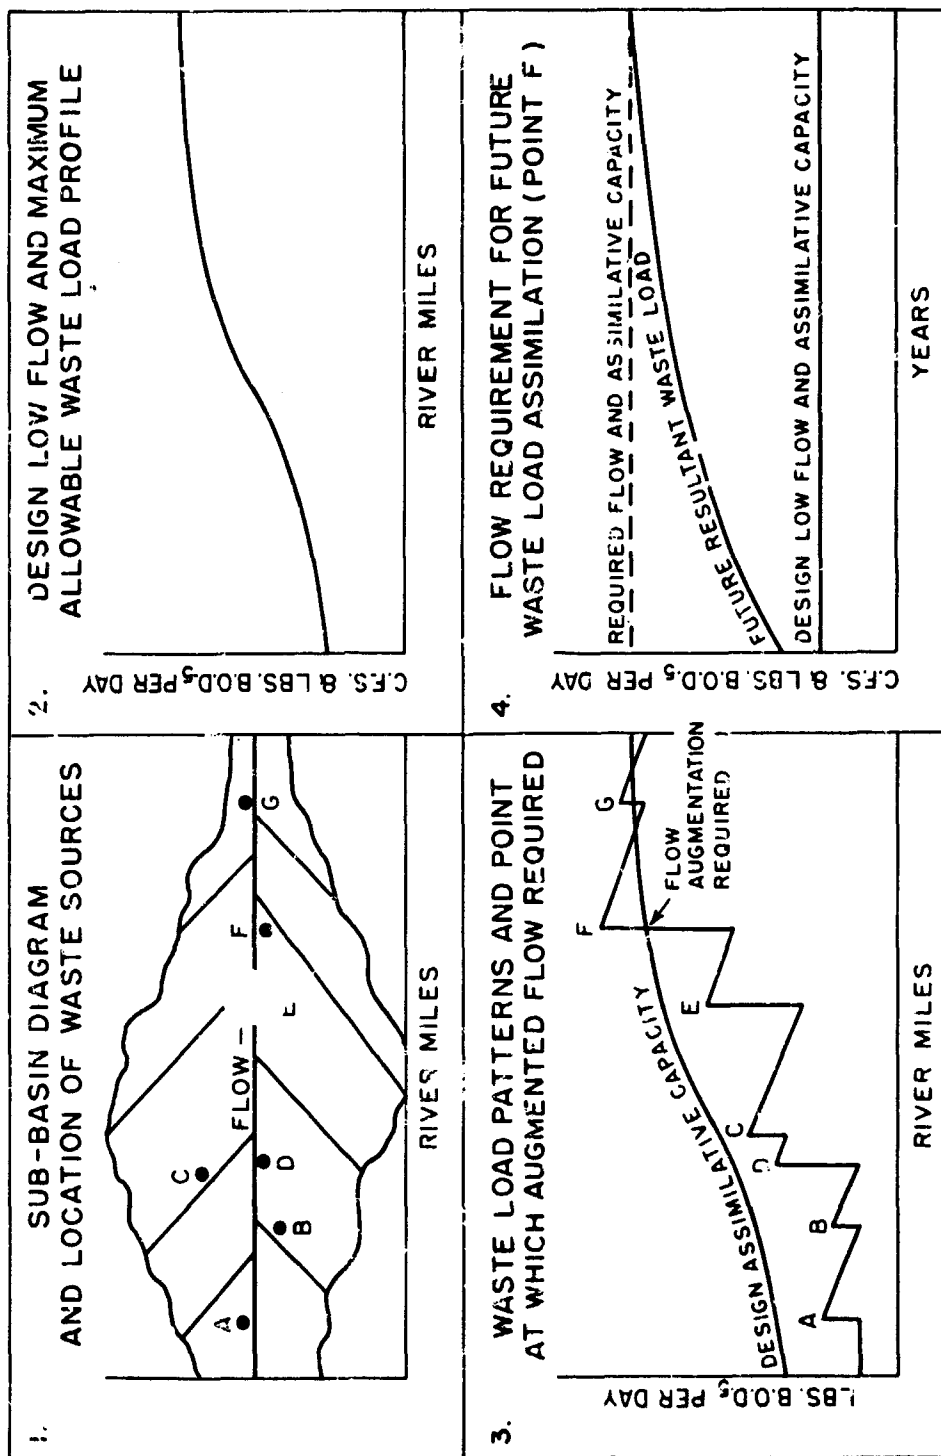 1.
SUB-BASIN DIAGRAM
AND LOCATION OF WASTE SOURCES
A
B
C
D
FLOW
E
F
G
RIVER MILES
2.
DESIGN LOW FLOW AND MAXIMUM
ALLOWABLE WASTE LOAD PROFILE
C.F.S. & LBS. B.O.D.5 PER DAY
RIVER MILES
3.
WASTE LOAD PATTERNS AND POINT
AT WHICH AUGMENTED FLOW REQUIRED
LBS. B.O.D.5 PER DAY
DESIGN ASSIMILATIVE CAPACITY
A
B
D
C
E
F
G
FLOW
AUGMENTATION
REQUIRED
RIVER MILES
4.
FLOW REQUIREMENT FOR FUTURE
WASTE LOAD ASSIMILATION (POINT F)
C.F.S. & LBS. B.O.D.5 PER DAY
REQUIRED FLOW AND ASSIMILATIVE CAPACITY
FUTURE RESULTANT WASTE LOAD
DESIGN LOW FLOW AND ASSIMILATIVE CAPACITY
YEARS